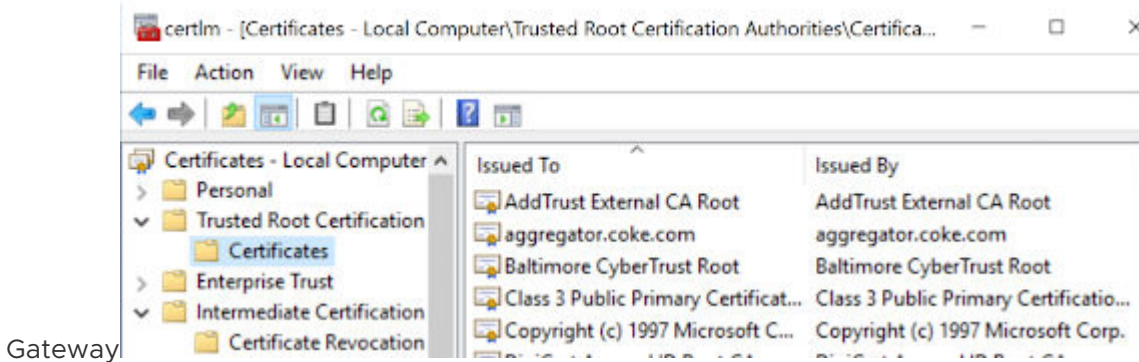 certlm - [Certificates - Local Computer\Trusted Root Certification Authorities\Certifica...
File Action View Help
Certificates - Local Computer
Personal
Trusted Root Certification
Certificates
Enterprise Trust
Intermediate Certification
Certificate Revocation
Issued To Issued By
AddTrust External CA Root AddTrust External CA Root
aggregator.coke.com aggregator.coke.com
Baltimore CyberTrust Root Baltimore CyberTrust Root
Class 3 Public Primary Certificat... Class 3 Public Primary Certificatio...
Copyright (c) 1997 Microsoft C... Copyright (c) 1997 Microsoft Corp.
Gateway